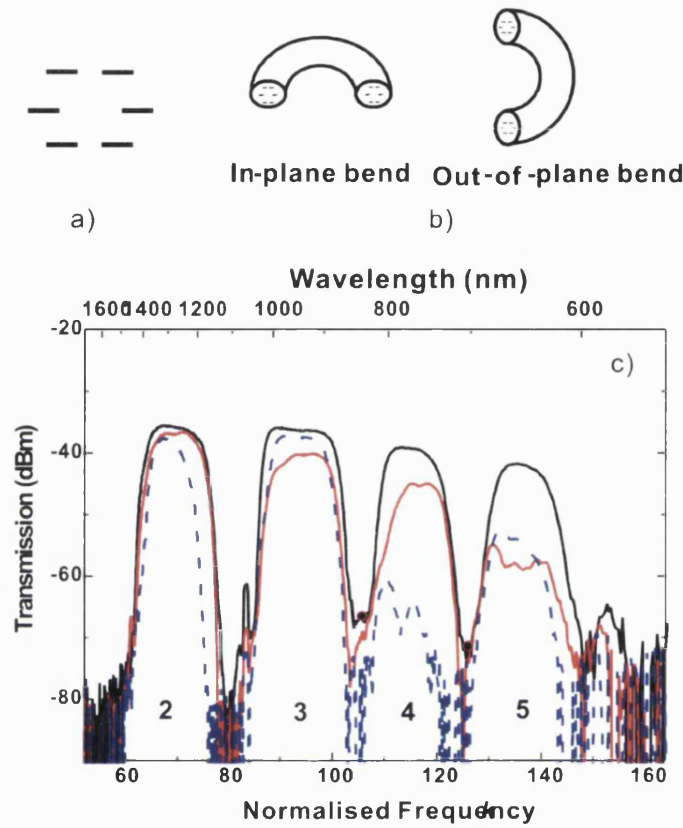 In-plane bend Out-of-plane bend
a) b)
Wavelength (nm)
1600 1400 1200 1000 800 600
-20
c)
-40
-60
-80
Transmission (dBm)
2 3 4 5
60 80 100 120 140 160
Normalised Frequency